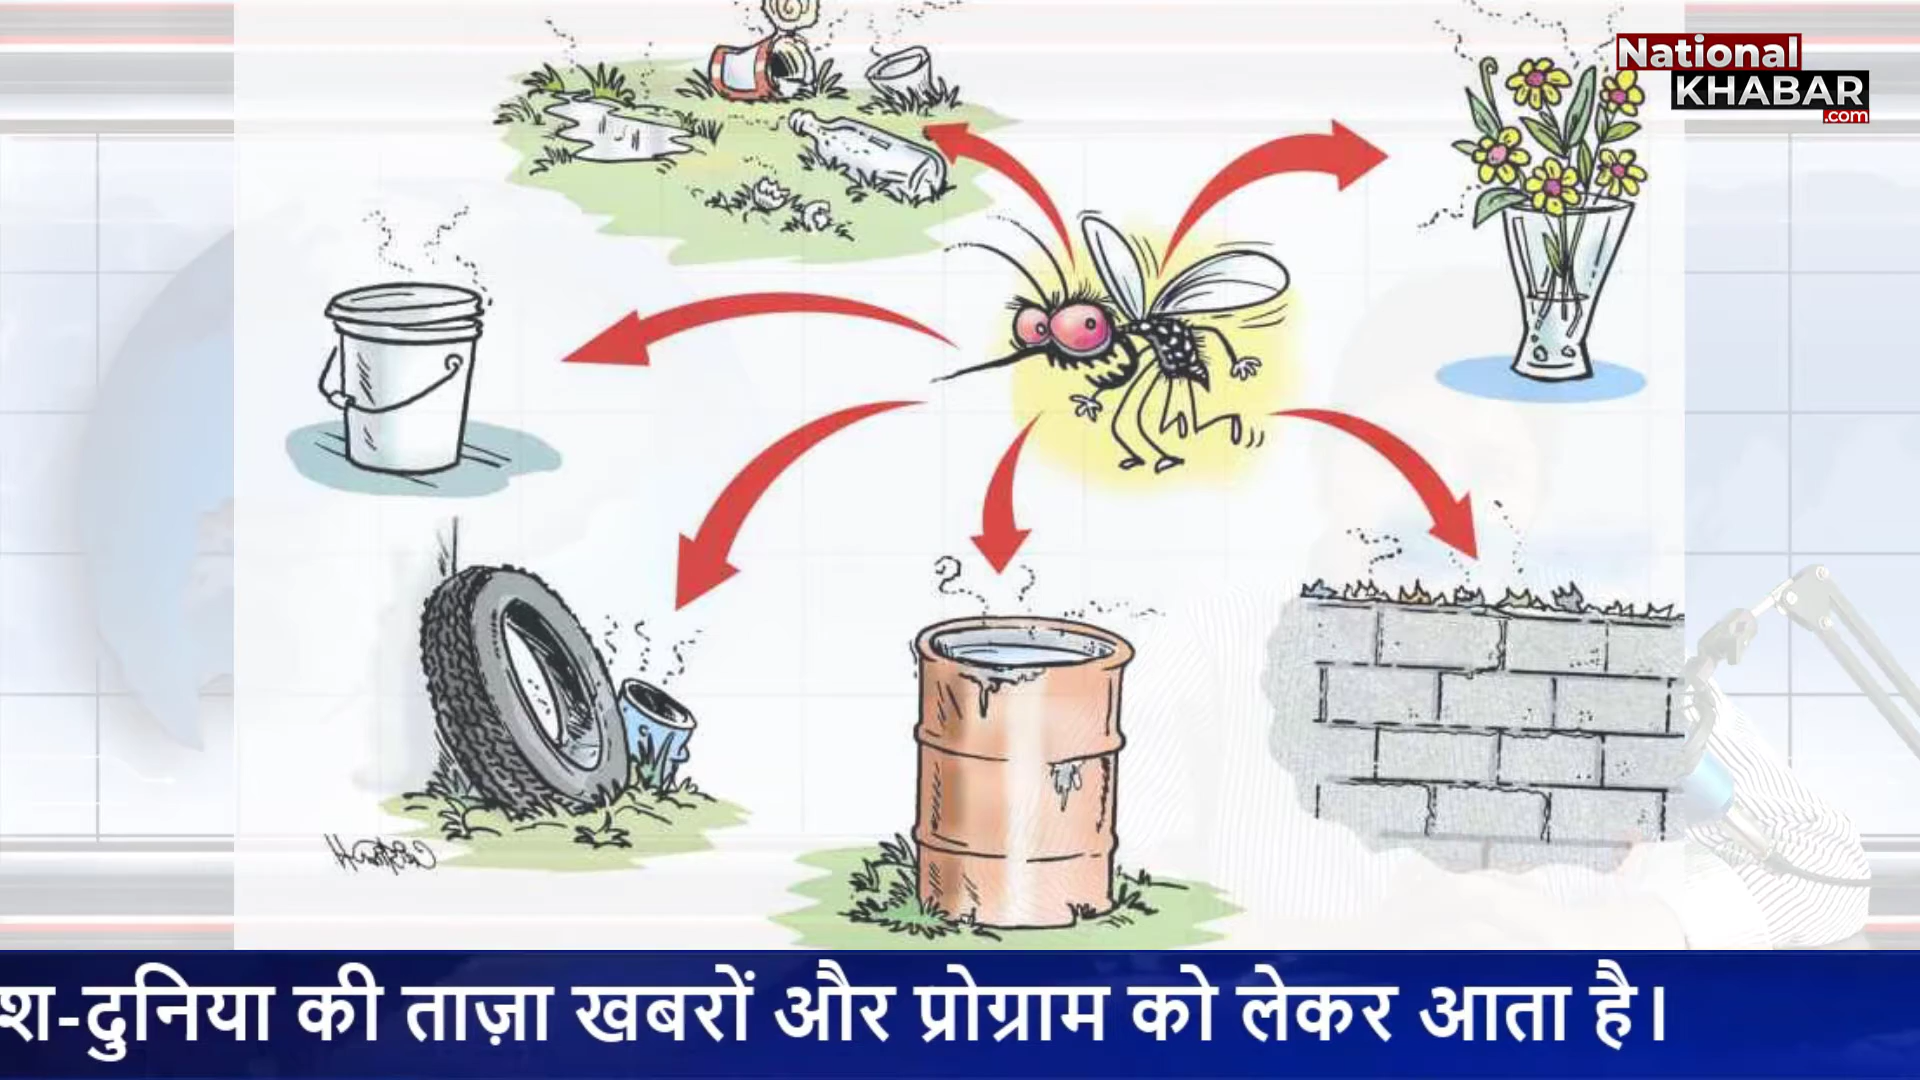 National
KHABAR
.com
श-दुनिया की ताज़ा खबरों और प्रोग्राम को लेकर आता है।